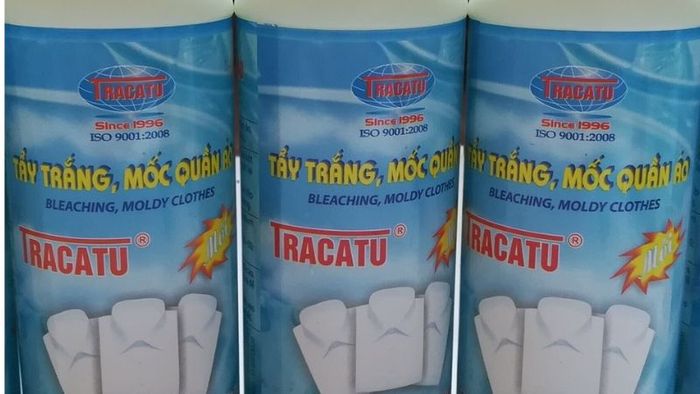 TRACATU
Since 1996
ISO 9001:2008
TẨY TRẮNG, MỐC QUẦN ÁO
BLEACHING, MOLDY CLOTHES
TRACATU®
Mới
TRACATU
Since 1996
ISO 9001:2008
TẨY TRẮNG, MỐC QUẦN
BLEACHING, MOLDY CLOTHES
TRACATU®
TRACATU
Since 1996
ISO 9001:2008
TẨY TRẮNG, MỐC QUẦN ÁO
BLEACHING, MOLDY CLOTHES
TRACATU®
Mới